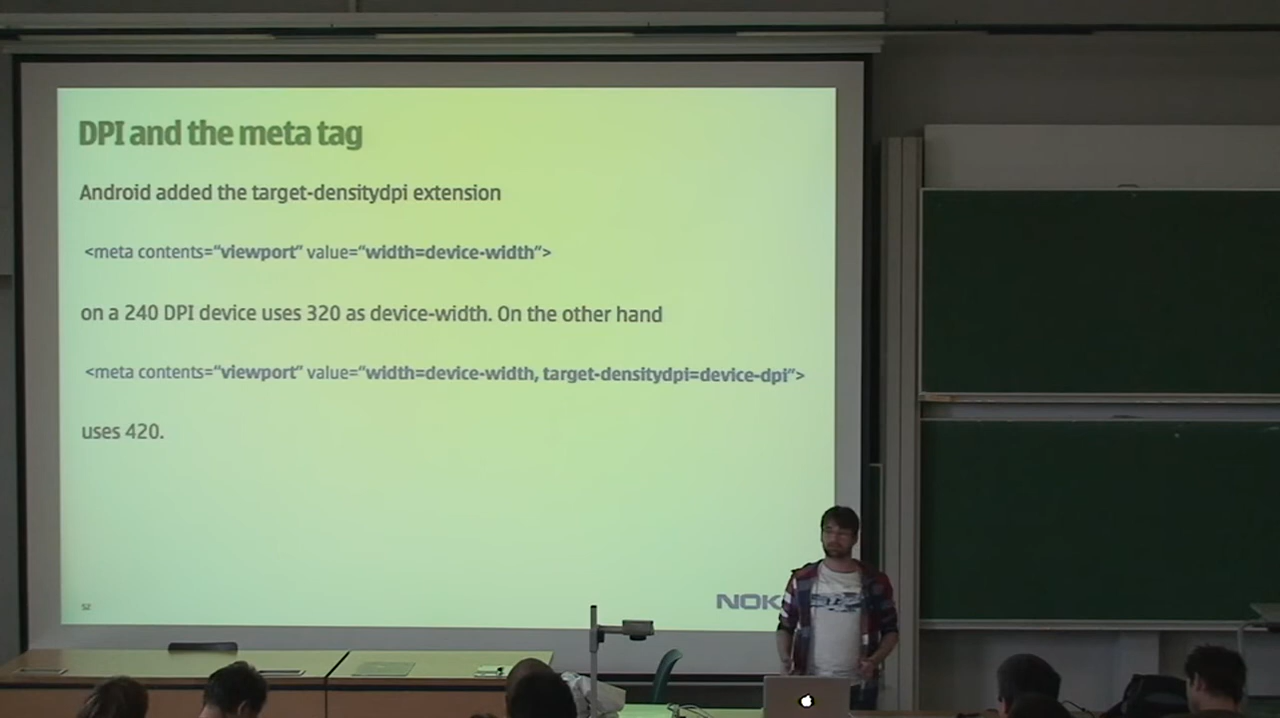 DPI and the meta tag
Android added the target-densitydpi extension
<meta contents=“viewport” value=“width=device-width”>
on a 240 DPI device uses 320 as device-width. On the other hand
<meta contents=“viewport” value=“width=device-width, target-densitydpi=device-dpi”>
uses 420.
52
NOK